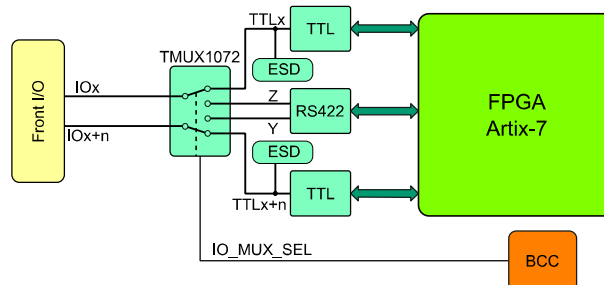 TTLx
TTL
TMUX1072
ESD
IOx
Z
Front I/O
RS422
FPGA
Artix-7
Y
IOx+n
ESD
TTL
TTLx+n
IO_MUX_SEL
BCC